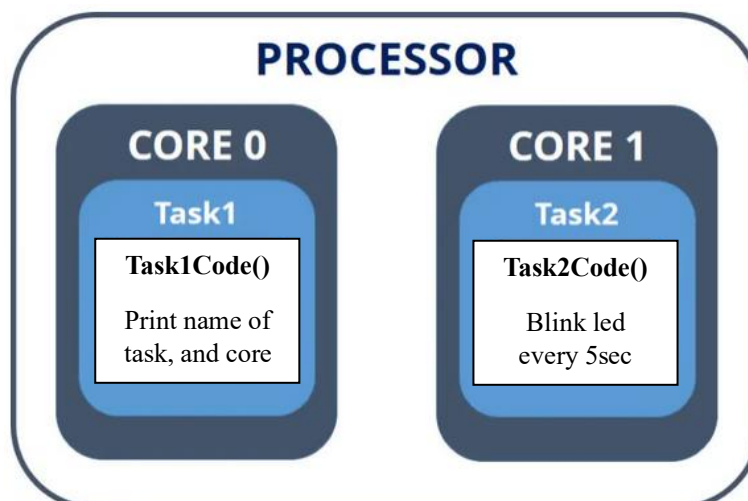 PROCESSOR
CORE 0
Task1
Task1Code()
Print name of
task, and core
CORE 1
Task2
Task2Code()
Blink led
every 5sec